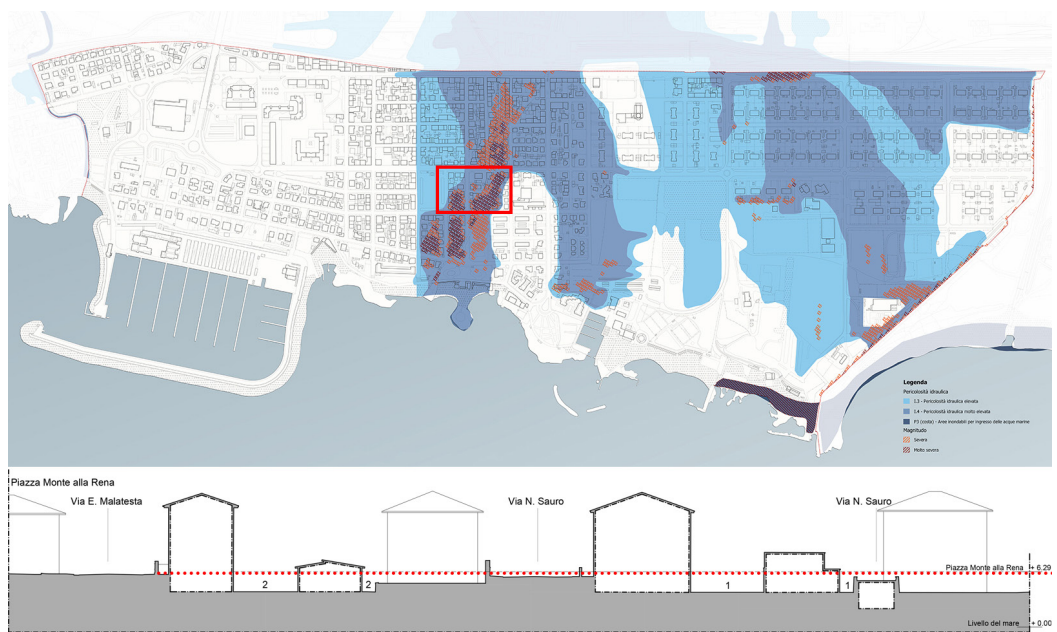 Legenda
Pericolosità idraulica
I.3 - Pericolosità idraulica elevata
I.4 - Pericolosità idraulica molto elevata
P3 (costa) - Aree inondabili per ingresso delle acque marine
Magnitudo
Severa
Molto severa
Piazza Monte alla Rena
Via E. Malatesta
Via N. Sauro
Via N. Sauro
Piazza Monte alla Rena + 6.29
2
2
1
1
Livello del mare + 0.00